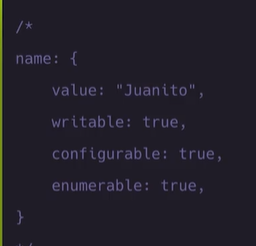 /*
name: {
value: "Juanito",
writable: true,
configurable: true,
enumerable: true,
}